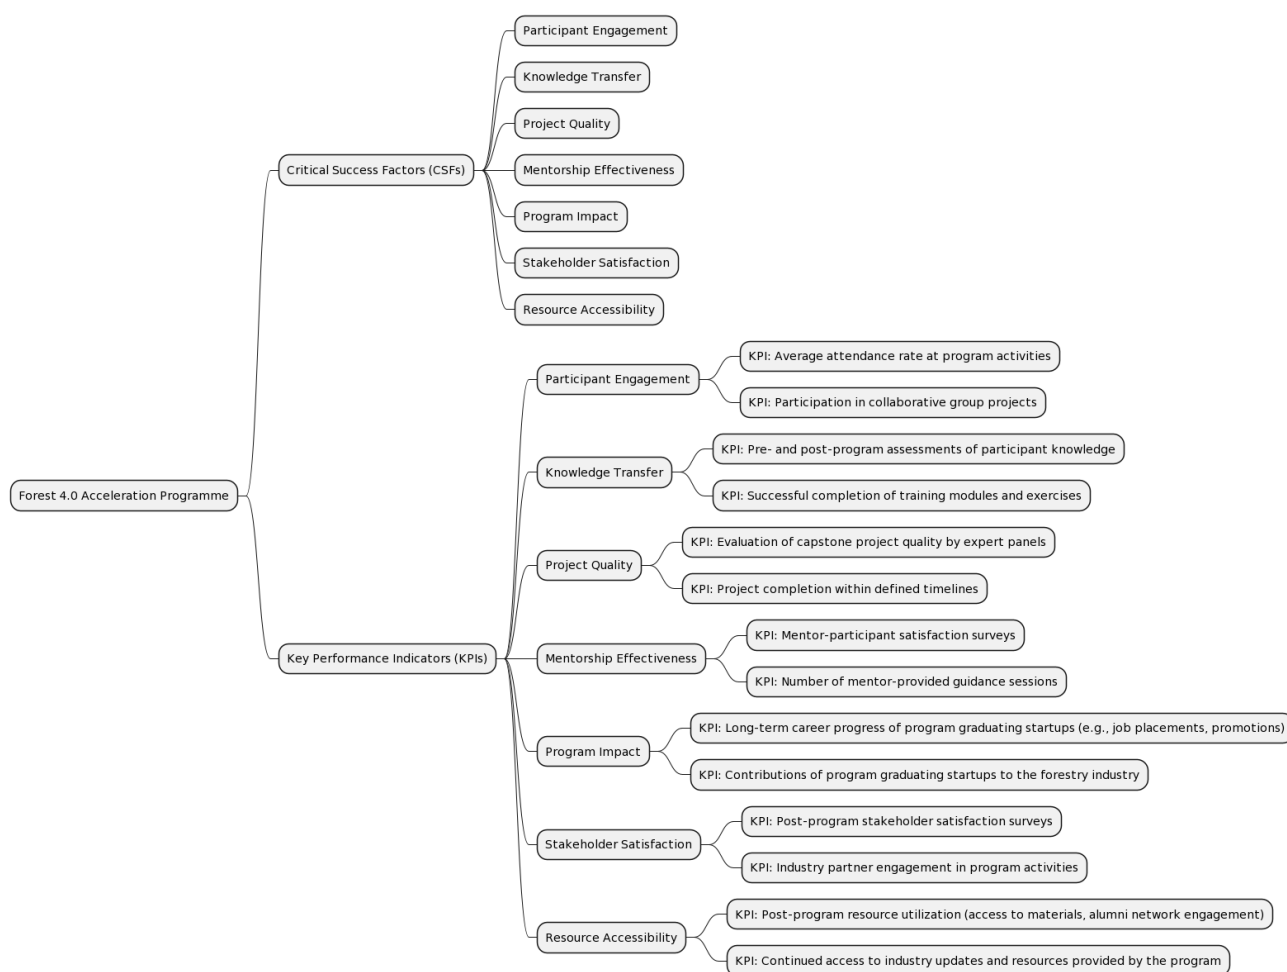 Forest 4.0 Acceleration Programme
Critical Success Factors (CSFs)
Participant Engagement
Knowledge Transfer
Project Quality
Mentorship Effectiveness
Program Impact
Stakeholder Satisfaction
Resource Accessibility
Key Performance Indicators (KPIs)
Participant Engagement
KPI: Average attendance rate at program activities
KPI: Participation in collaborative group projects
Knowledge Transfer
KPI: Pre- and post-program assessments of participant knowledge
KPI: Successful completion of training modules and exercises
Project Quality
KPI: Evaluation of capstone project quality by expert panels
KPI: Project completion within defined timelines
Mentorship Effectiveness
KPI: Mentor-participant satisfaction surveys
KPI: Number of mentor-provided guidance sessions
Program Impact
KPI: Long-term career progress of program graduating startups (e.g., job placements, promotions)
KPI: Contributions of program graduating startups to the forestry industry
Stakeholder Satisfaction
KPI: Post-program stakeholder satisfaction surveys
KPI: Industry partner engagement in program activities
Resource Accessibility
KPI: Post-program resource utilization (access to materials, alumni network engagement)
KPI: Continued access to industry updates and resources provided by the program